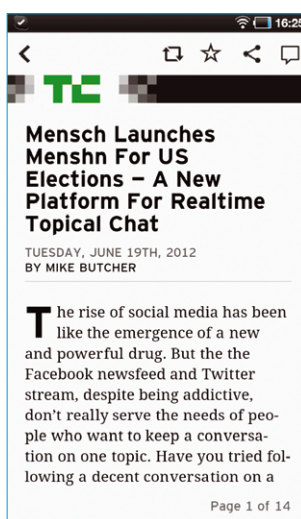 16:25
TC
Mensch Launches
Menshn For US
Elections – A New
Platform For Realtime
Topical Chat
TUESDAY, JUNE 19TH, 2012
BY MIKE BUTCHER
The rise of social media has been
like the emergence of a new
and powerful drug. But the the
Facebook newsfeed and Twitter
stream, despite being addictive,
don't really serve the needs of peo-
ple who want to keep a conversa-
tion on one topic. Have you tried fol-
lowing a decent conversation on a
Page 1 of 14